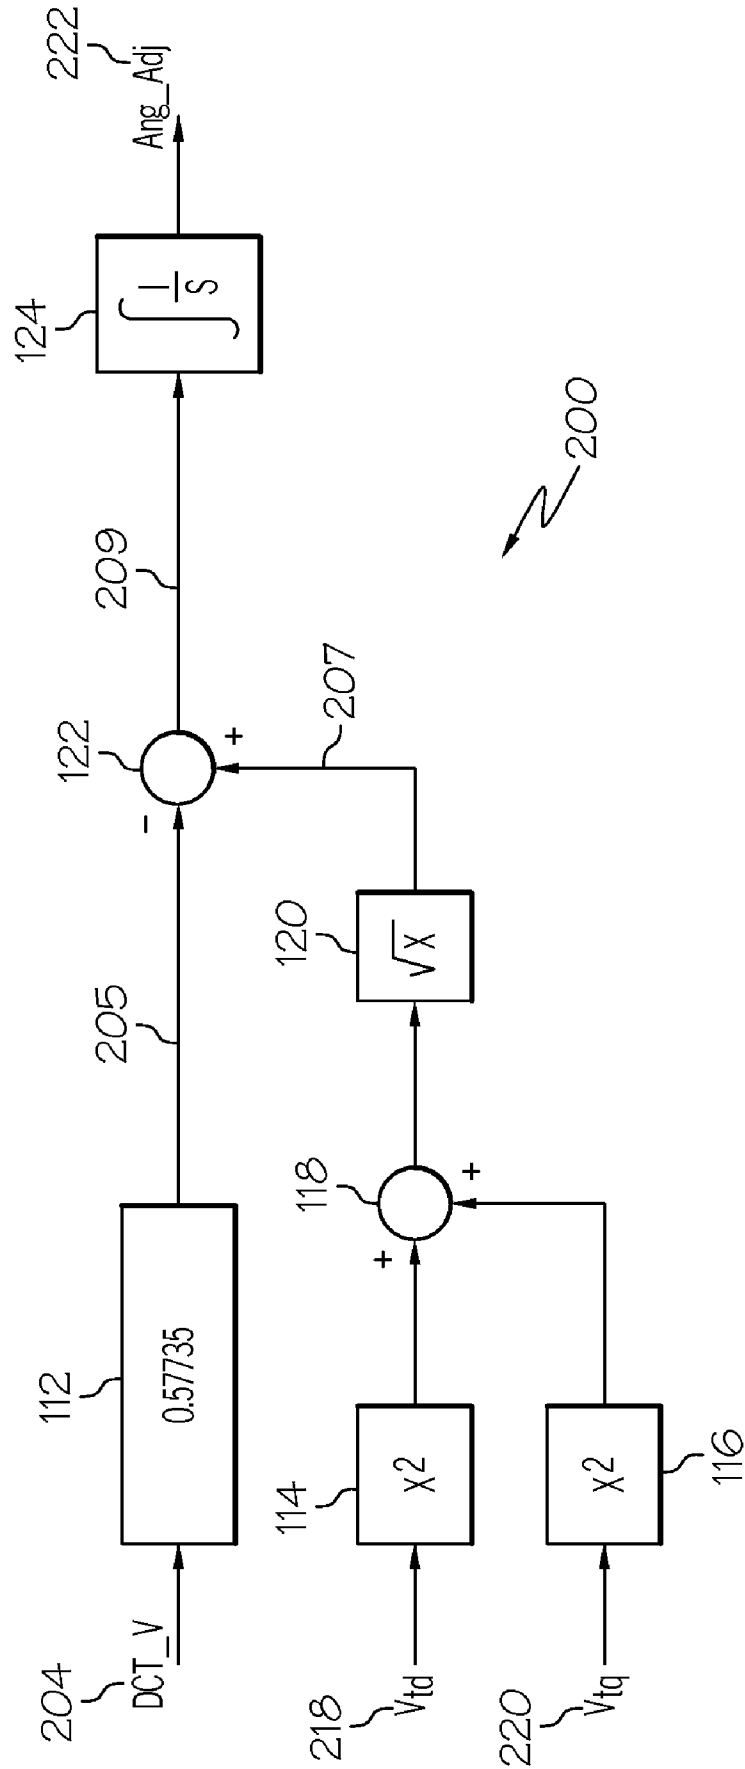 204
DCT_V
112
0.57735
205
−
122
+
209
124
∫ 1/S
222
Ang_Adj
218
Vtd
114
X2
+
118
+
120
√X
207
220
Vtq
116
X2
200